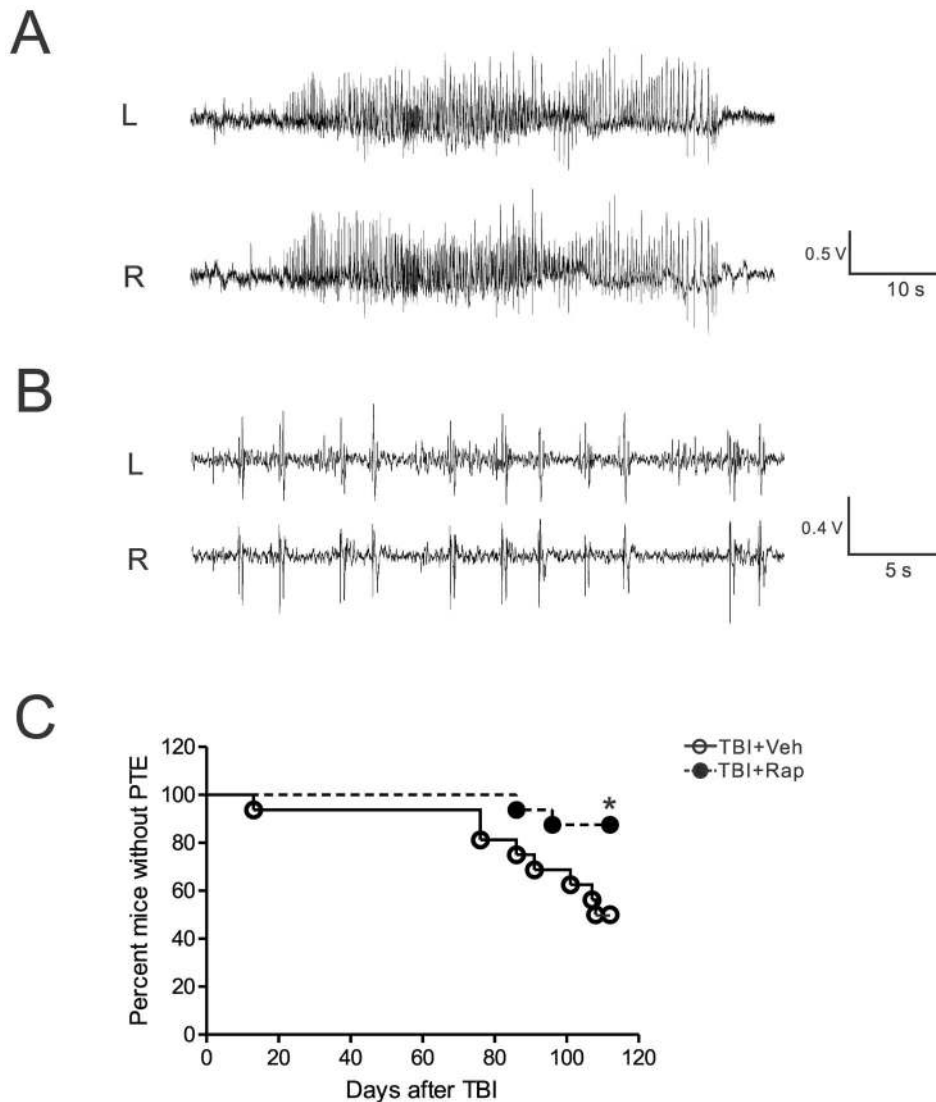 A
L
R
0.5 V
10 s
B
L
R
0.4 V
5 s
C
TBI+Veh
TBI+Rap
Percent mice without PTE
120
100
80
60
40
20
0
*
0 20 40 60 80 100 120
Days after TBI